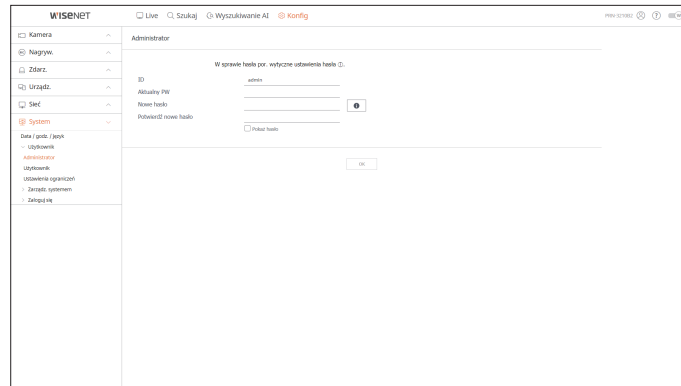 WISENET
Live Szukaj Wyszukiwanie AI Konfig
Kamera
Administrator
Nagryw.
Zdarz.
W sprawie hasła por. wytyczne ustawienia hasła ⓘ.
ID admin
Urządz.
Aktualny PW
Sieć
Nowe hasło
Potwierdź nowe hasło
System
Pokaż hasło
Data / godz. / język
Użytkownik
Administrator
OK
Użytkownik
Ustawienia ograniczeń
Zarządz. systemem
Zaloguj się